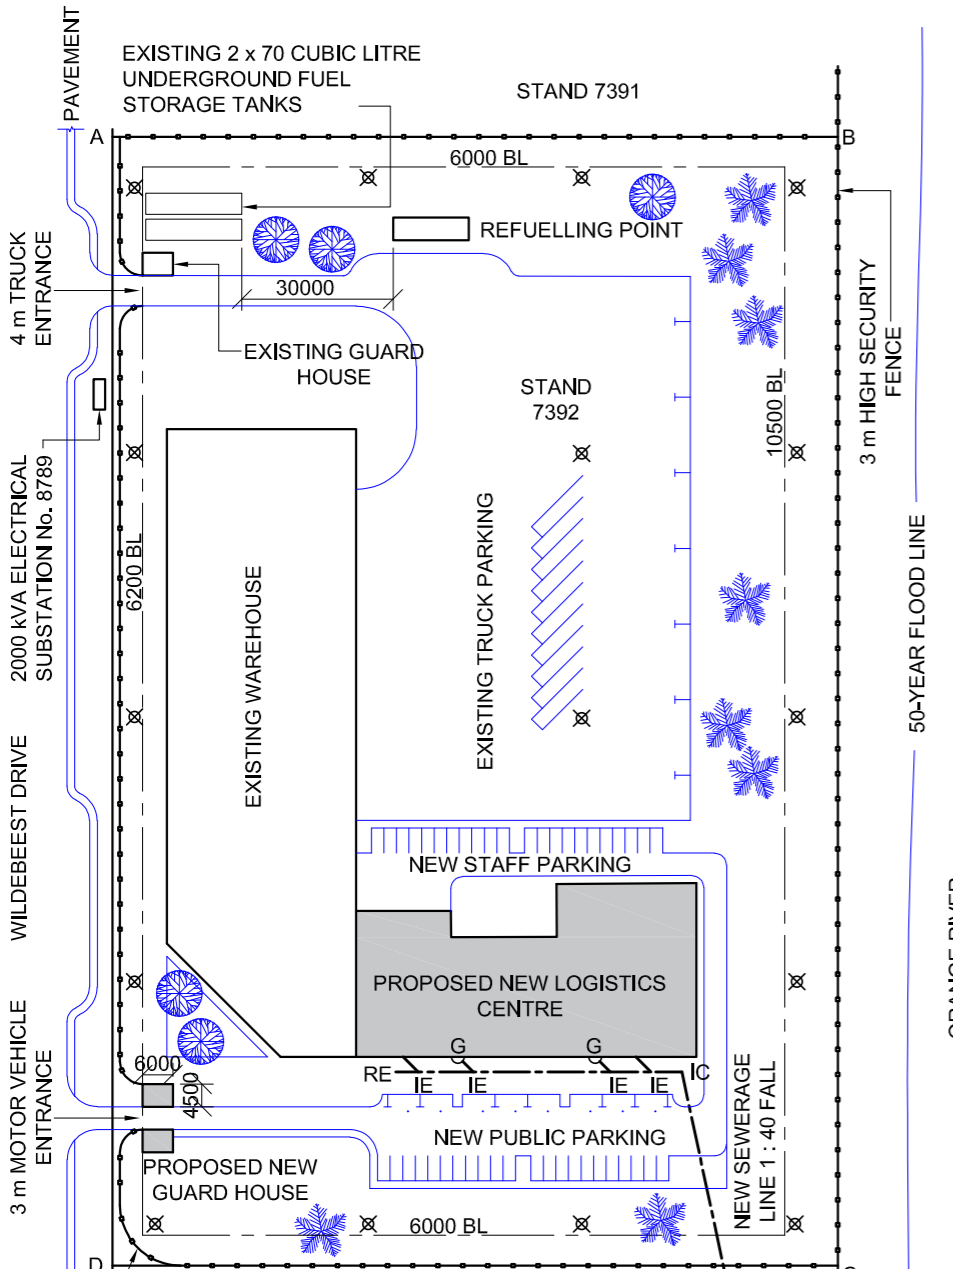 PAVEMENT
EXISTING 2 x 70 CUBIC LITRE
UNDERGROUND FUEL
STORAGE TANKS
STAND 7391
A
B
6000 BL
REFUELLING POINT
4 m TRUCK
ENTRANCE
30000
EXISTING GUARD
HOUSE
STAND
7392
10500 BL
3 m HIGH SECURITY
FENCE
2000 kVA ELECTRICAL
SUBSTATION No. 8789
6200 BL
EXISTING WAREHOUSE
EXISTING TRUCK PARKING
50-YEAR FLOOD LINE
WILDEBEEST DRIVE
NEW STAFF PARKING
PROPOSED NEW LOGISTICS
CENTRE
G
G
RE
IE
IE
IE
IE
IC
6000
4500
3 m MOTOR VEHICLE
ENTRANCE
NEW PUBLIC PARKING
NEW SEWERAGE
LINE 1 : 40 FALL
PROPOSED NEW
GUARD HOUSE
6000 BL
D